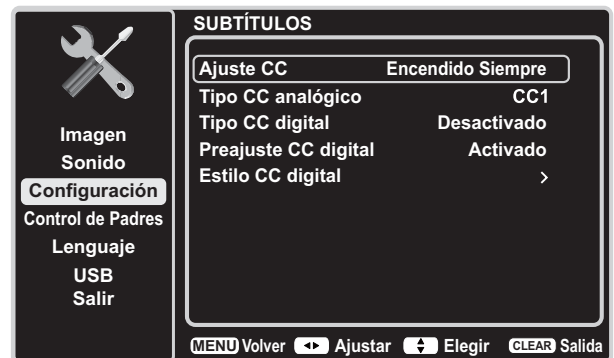 SUBTÍTULOS
Imagen
Sonido
Configuración
Control de Padres
Lenguaje
USB
Salir
Ajuste CC Encendido Siempre
Tipo CC analógico CC1
Tipo CC digital Desactivado
Preajuste CC digital Activado
Estilo CC digital >
MENU Volver Ajustar Elegir CLEAR Salida